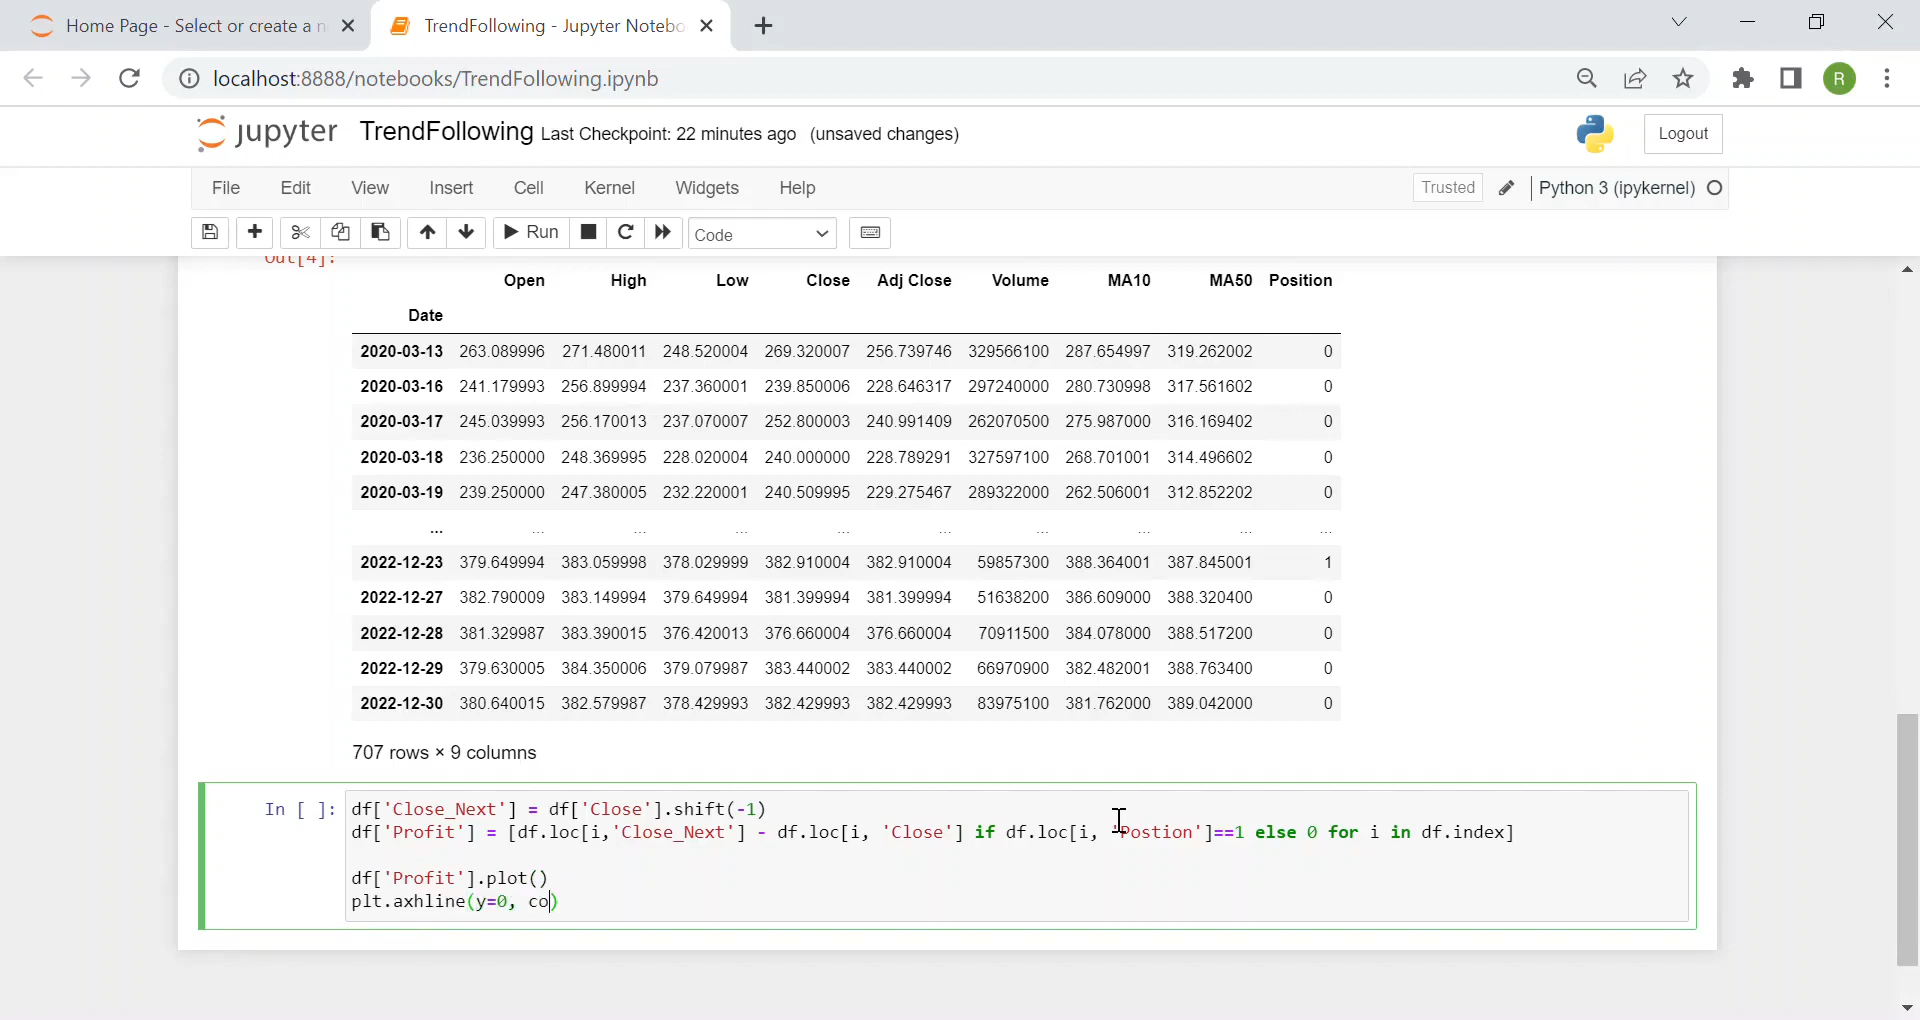 Home Page - Select or create a n
TrendFollowing - Jupyter Notebo
localhost:8888/notebooks/TrendFollowing.ipynb
R
jupyter TrendFollowing Last Checkpoint: 22 minutes ago (unsaved changes)
Logout
File Edit View Insert Cell Kernel Widgets Help
Trusted Python 3 (ipykernel)
Run Code
Out[4]:
Open High Low Close Adj Close Volume MA10 MA50 Position
Date
2020-03-13 263.089996 271.480011 248.520004 269.320007 256.739746 329566100 287.654997 319.262002 0
2020-03-16 241.179993 256.899994 237.360001 239.850006 228.646317 297240000 280.730998 317.561602 0
2020-03-17 245.039993 256.170013 237.070007 252.800003 240.991409 262070500 275.987000 316.169402 0
2020-03-18 236.250000 248.369995 228.020004 240.000000 228.789291 327597100 268.701001 314.496602 0
2020-03-19 239.250000 247.380005 232.220001 240.509995 229.275467 289322000 262.506001 312.852202 0
... ... ... ... ... ... ... ... ... ...
2022-12-23 379.649994 383.059998 378.029999 382.910004 382.910004 59857300 388.364001 387.845001 1
2022-12-27 382.790009 383.149994 379.649994 381.399994 381.399994 51638200 386.609000 388.320400 0
2022-12-28 381.329987 383.390015 376.420013 376.660004 376.660004 70911500 384.078000 388.517200 0
2022-12-29 379.630005 384.350006 379.079987 383.440002 383.440002 66970900 382.482001 388.763400 0
2022-12-30 380.640015 382.579987 378.429993 382.429993 382.429993 83975100 381.762000 389.042000 0
707 rows × 9 columns
In [ ]: df['Close_Next'] = df['Close'].shift(-1)
df['Profit'] = [df.loc[i,'Close_Next'] - df.loc[i, 'Close'] if df.loc[i, 'Postion']==1 else 0 for i in df.index]
df['Profit'].plot()
plt.axhline(y=0, co)